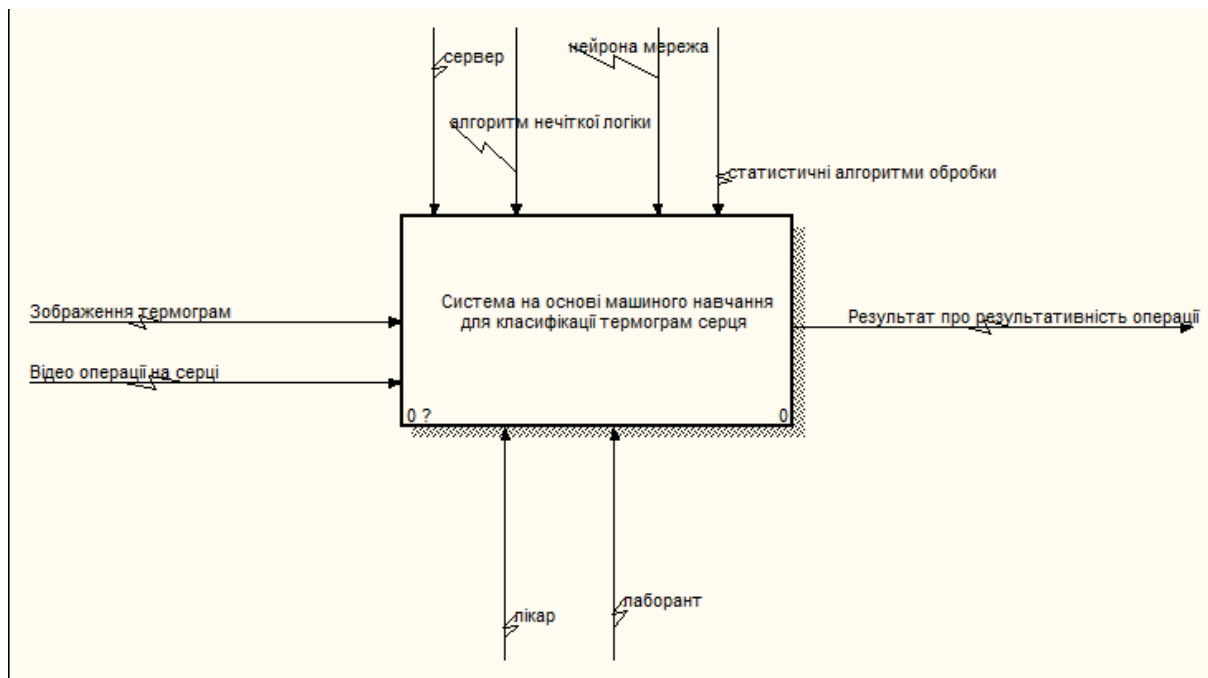 нейрона мережа
сервер
алгоритм нечіткої логіки
статистичні алгоритми обробки
Система на основі машиного навчання
для класифікації термограм серця
Зображення термограм
Результат про результативність операції
Відео операції на серці
0 ?
0
лаборант
лікар